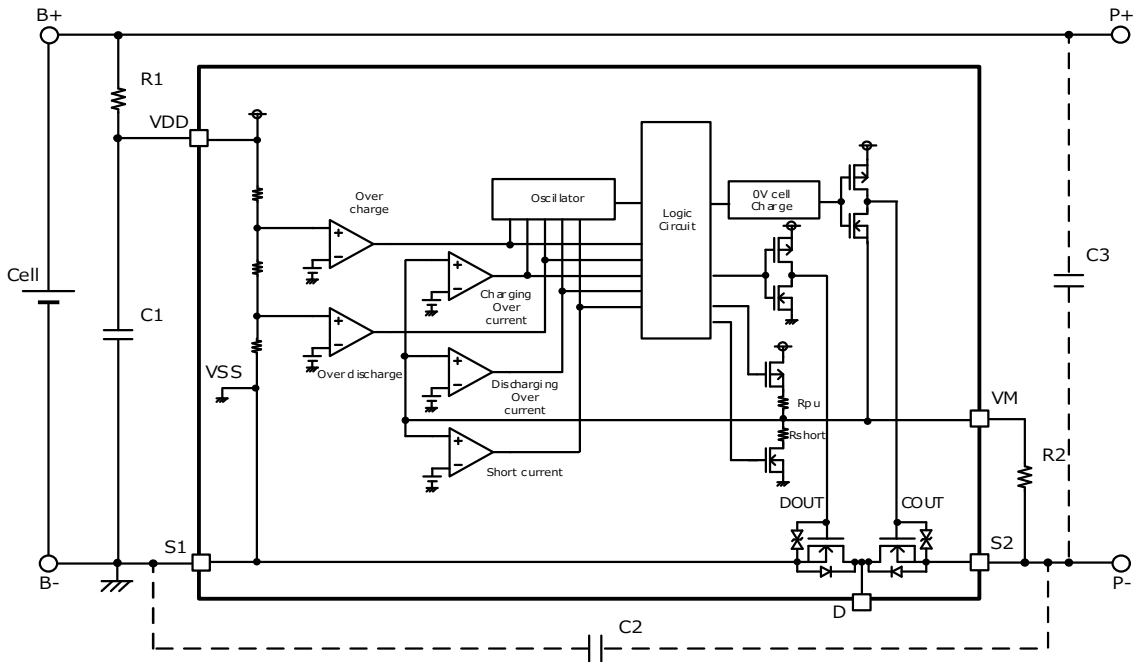 B+
P+
R1
VDD
Over
charge
Oscillator
Logic
Circuit
0V cell
Charge
Cell
C1
C3
Charging
Over
current
VSS
Over discharge
Discharging
Over
current
Rpu
VM
Rshort
Short current
R2
DOUT
COUT
S1
S2
B-
P-
D
C2
+
−
+
−
+
−
+
−
+
−